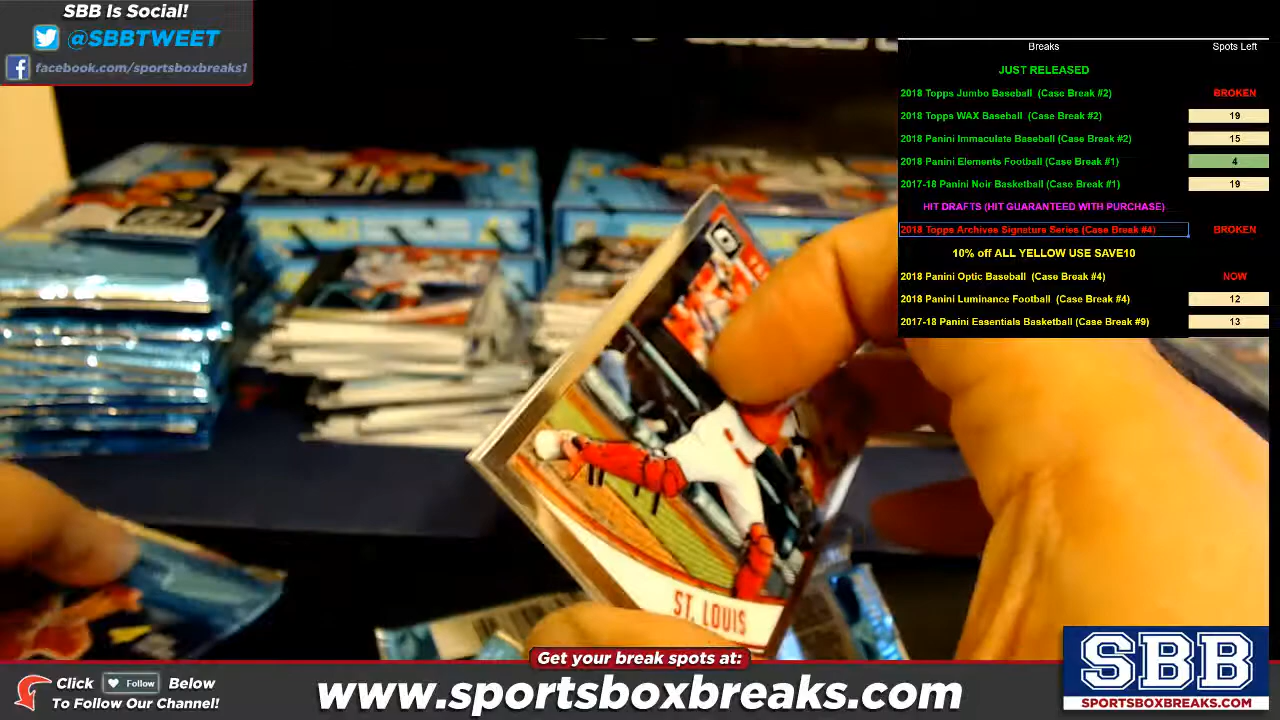 SBB Is Social!
@SBBTWEET
facebook.com/sportsboxbreaks1
Breaks Spots Left
JUST RELEASED
2018 Topps Jumbo Baseball (Case Break #2) BROKEN
2018 Topps WAX Baseball (Case Break #2) 19
2018 Panini Immaculate Baseball (Case Break #2) 15
2018 Panini Elements Football (Case Break #1) 4
2017-18 Panini Noir Basketball (Case Break #1) 19
HIT DRAFTS (HIT GUARANTEED WITH PURCHASE)
2018 Topps Archives Signature Series (Case Break #4) BROKEN
10% off ALL YELLOW USE SAVE10
2018 Panini Optic Baseball (Case Break #4) NOW
2018 Panini Luminance Football (Case Break #4) 12
2017-18 Panini Essentials Basketball (Case Break #9) 13
ST. LOUIS
Get your break spots at:
www.sportsboxbreaks.com
Click Follow Below
To Follow Our Channel!
SBB
SPORTSBOXBREAKS.COM